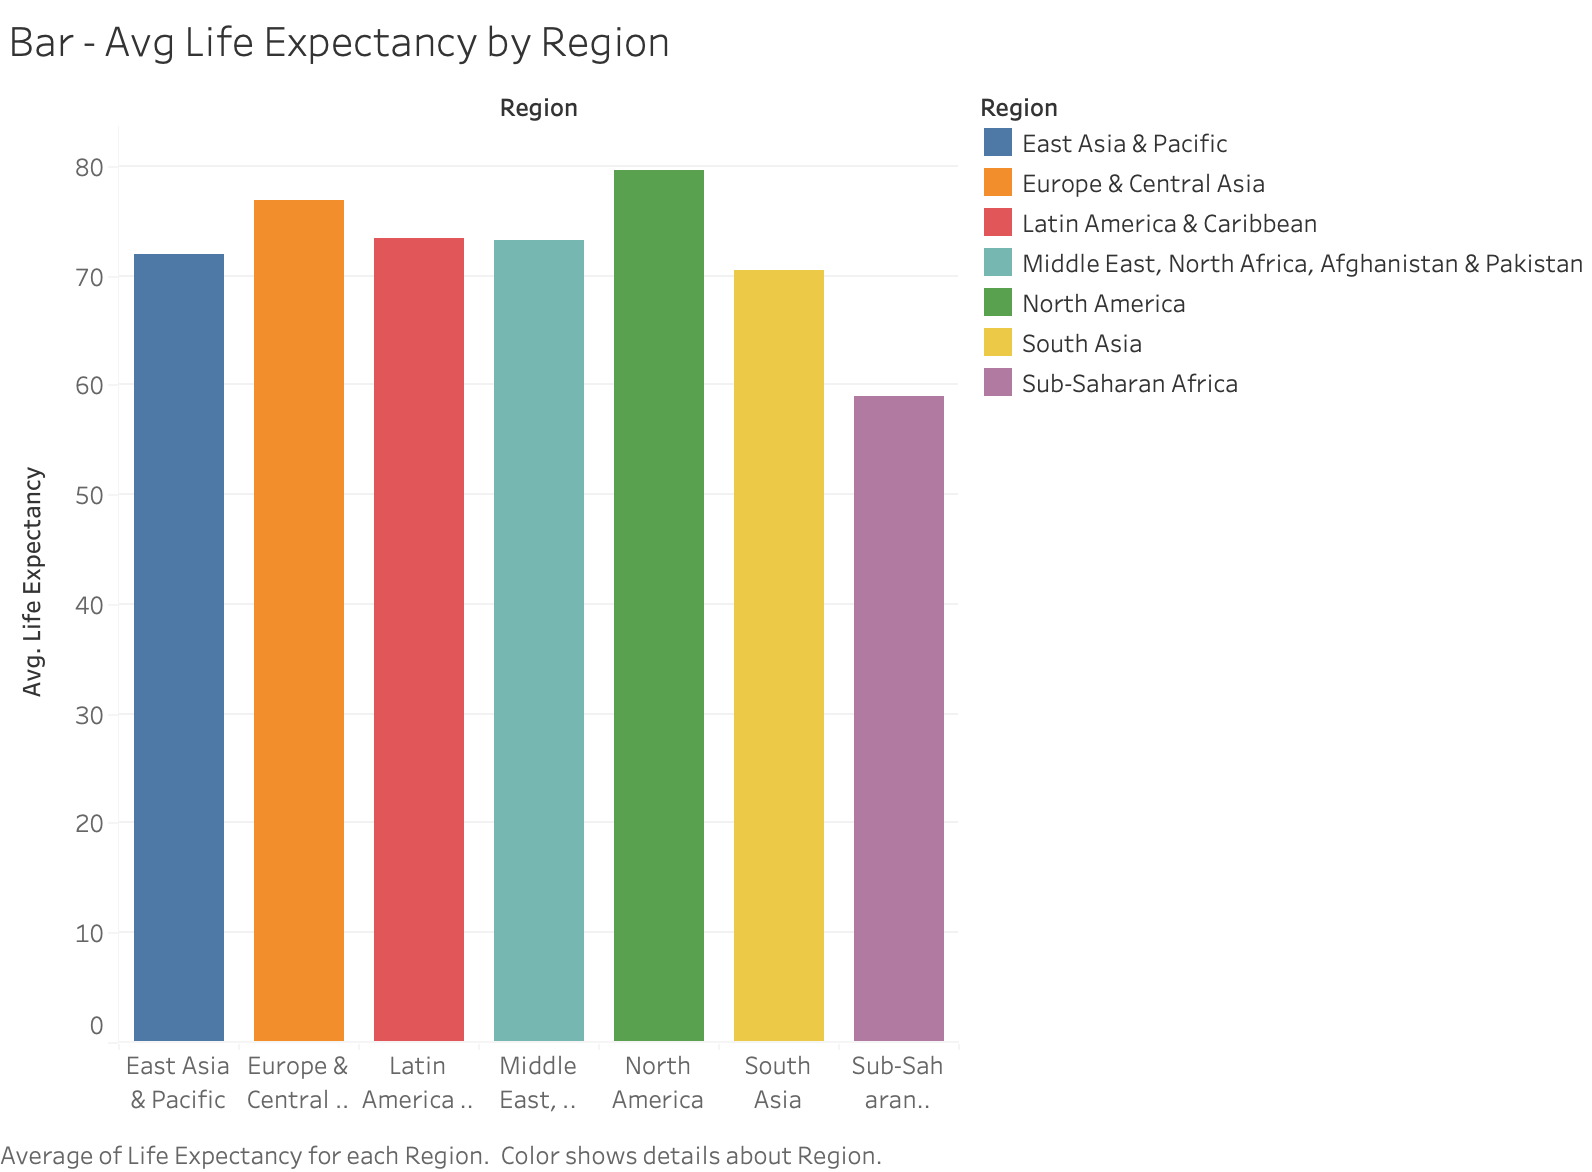 Bar - Avg Life Expectancy by Region
Region
80
70
60
50
40
30
20
10
0
Avg. Life Expectancy
East Asia
& Pacific
Europe &
Central ..
Latin
America ..
Middle
East, ..
North
America
South
Asia
Sub-Sah
aran..
Region
East Asia & Pacific
Europe & Central Asia
Latin America & Caribbean
Middle East, North Africa, Afghanistan & Pakistan
North America
South Asia
Sub-Saharan Africa
Average of Life Expectancy for each Region.  Color shows details about Region.